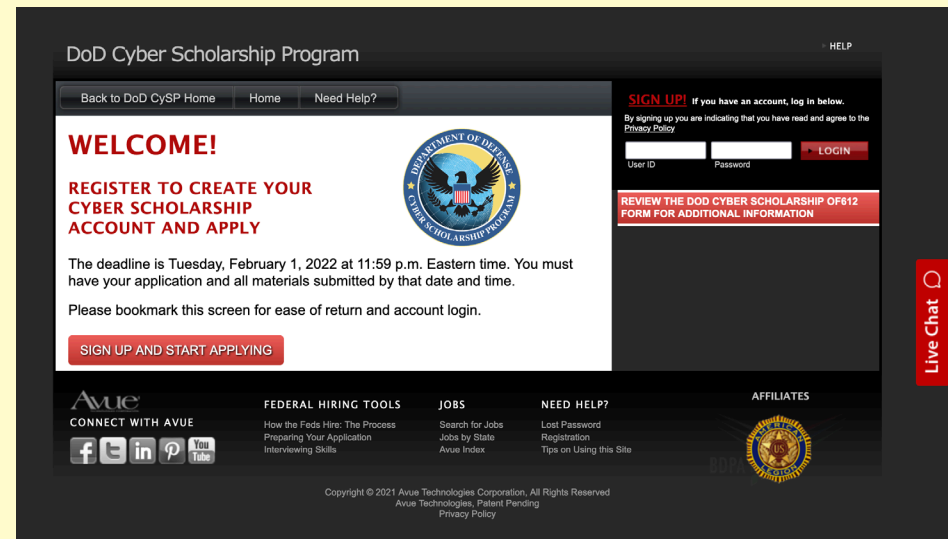 DoD Cyber Scholarship Program
HELP
Back to DoD CySP Home
Home
Need Help?
SIGN UP! If you have an account, log in below.
By signing up you are indicating that you have read and agree to the
Privacy Policy
LOGIN
User ID
Password
WELCOME!
REGISTER TO CREATE YOUR
CYBER SCHOLARSHIP
ACCOUNT AND APPLY
DEPARTMENT OF DEFENSE
CYBER SCHOLARSHIP PROGRAM
REVIEW THE DOD CYBER SCHOLARSHIP OF612
FORM FOR ADDITIONAL INFORMATION
The deadline is Tuesday, February 1, 2022 at 11:59 p.m. Eastern time. You must
have your application and all materials submitted by that date and time.
Please bookmark this screen for ease of return and account login.
SIGN UP AND START APPLYING
Live Chat
AVUE
CONNECT WITH AVUE
f
t
in
P
You
Tube
FEDERAL HIRING TOOLS
How the Feds Hire: The Process
Preparing Your Application
Interviewing Skills
JOBS
Search for Jobs
Jobs by State
Avue Index
NEED HELP?
Lost Password
Registration
Tips on Using this Site
AFFILIATES
BDPA
AMERICAN
US
LEGION
Copyright © 2021 Avue Technologies Corporation, All Rights Reserved
Avue Technologies, Patent Pending
Privacy Policy